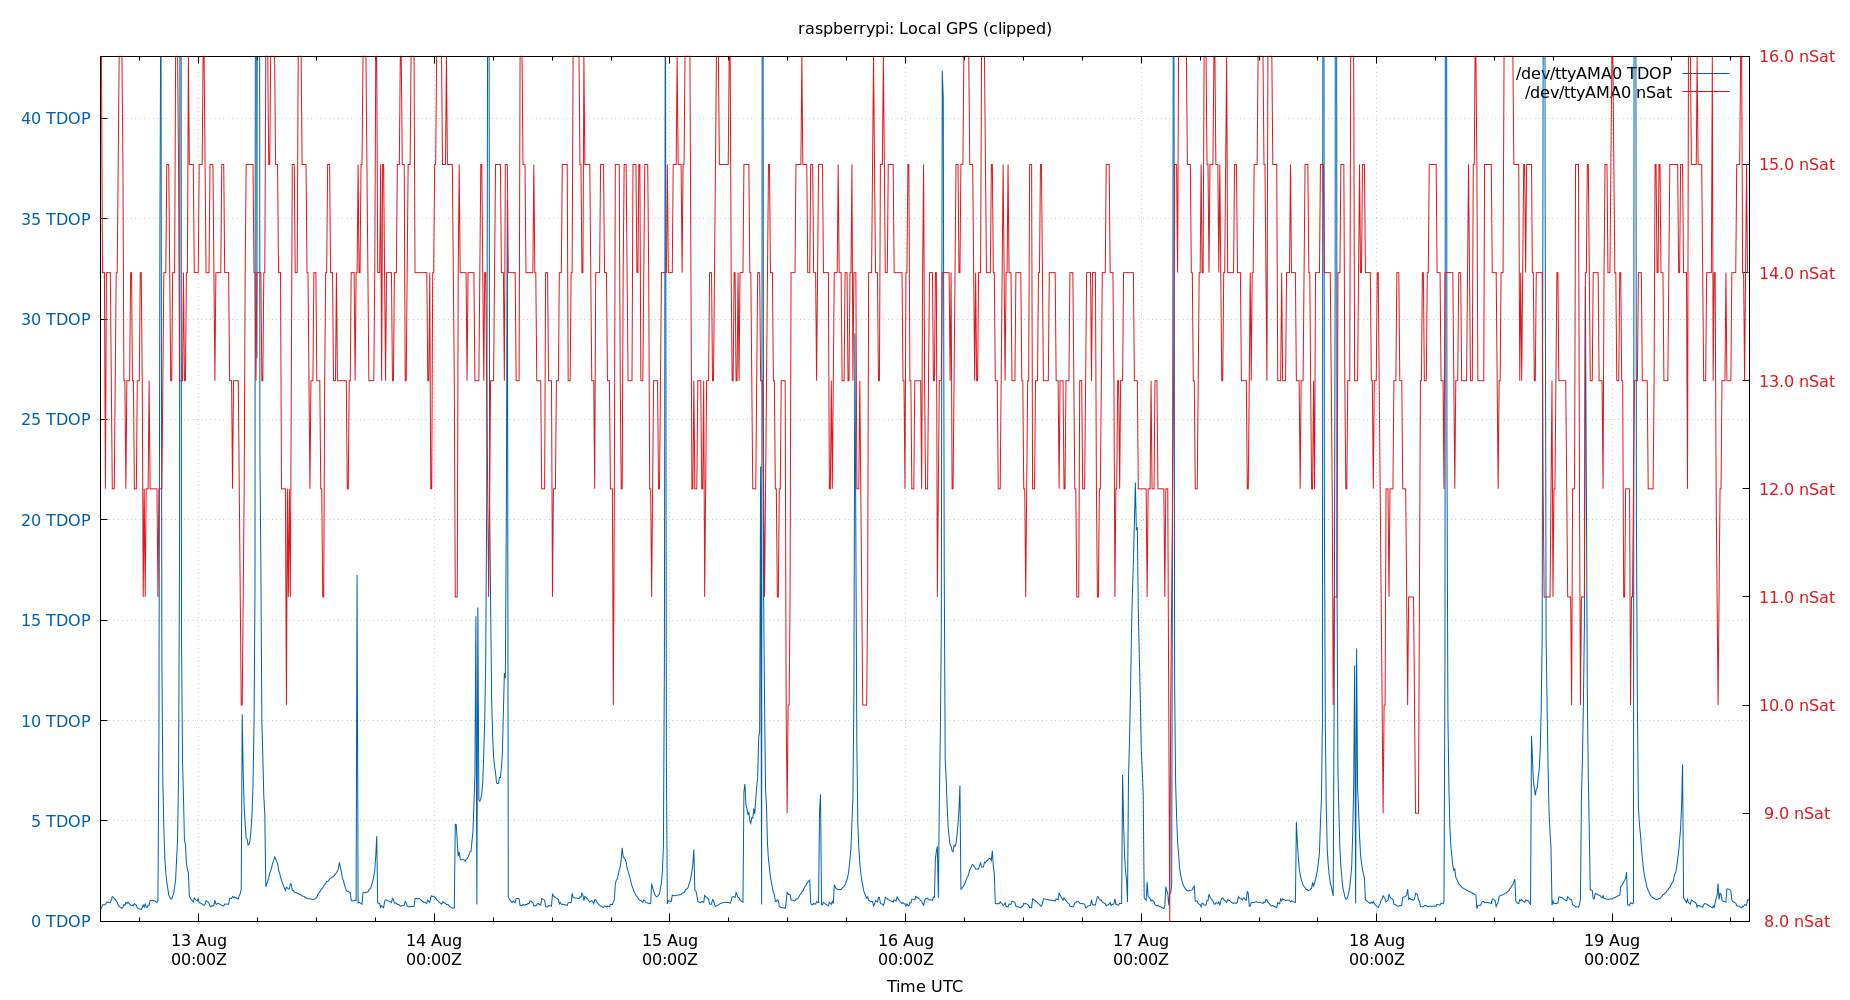 raspberrypi: Local GPS (clipped)
/dev/ttyAMA0 TDOP
/dev/ttyAMA0 nSat
40 TDOP
35 TDOP
30 TDOP
25 TDOP
20 TDOP
15 TDOP
10 TDOP
5 TDOP
0 TDOP
16.0 nSat
15.0 nSat
14.0 nSat
13.0 nSat
12.0 nSat
11.0 nSat
10.0 nSat
9.0 nSat
8.0 nSat
13 Aug
00:00Z
14 Aug
00:00Z
15 Aug
00:00Z
16 Aug
00:00Z
17 Aug
00:00Z
18 Aug
00:00Z
19 Aug
00:00Z
Time UTC